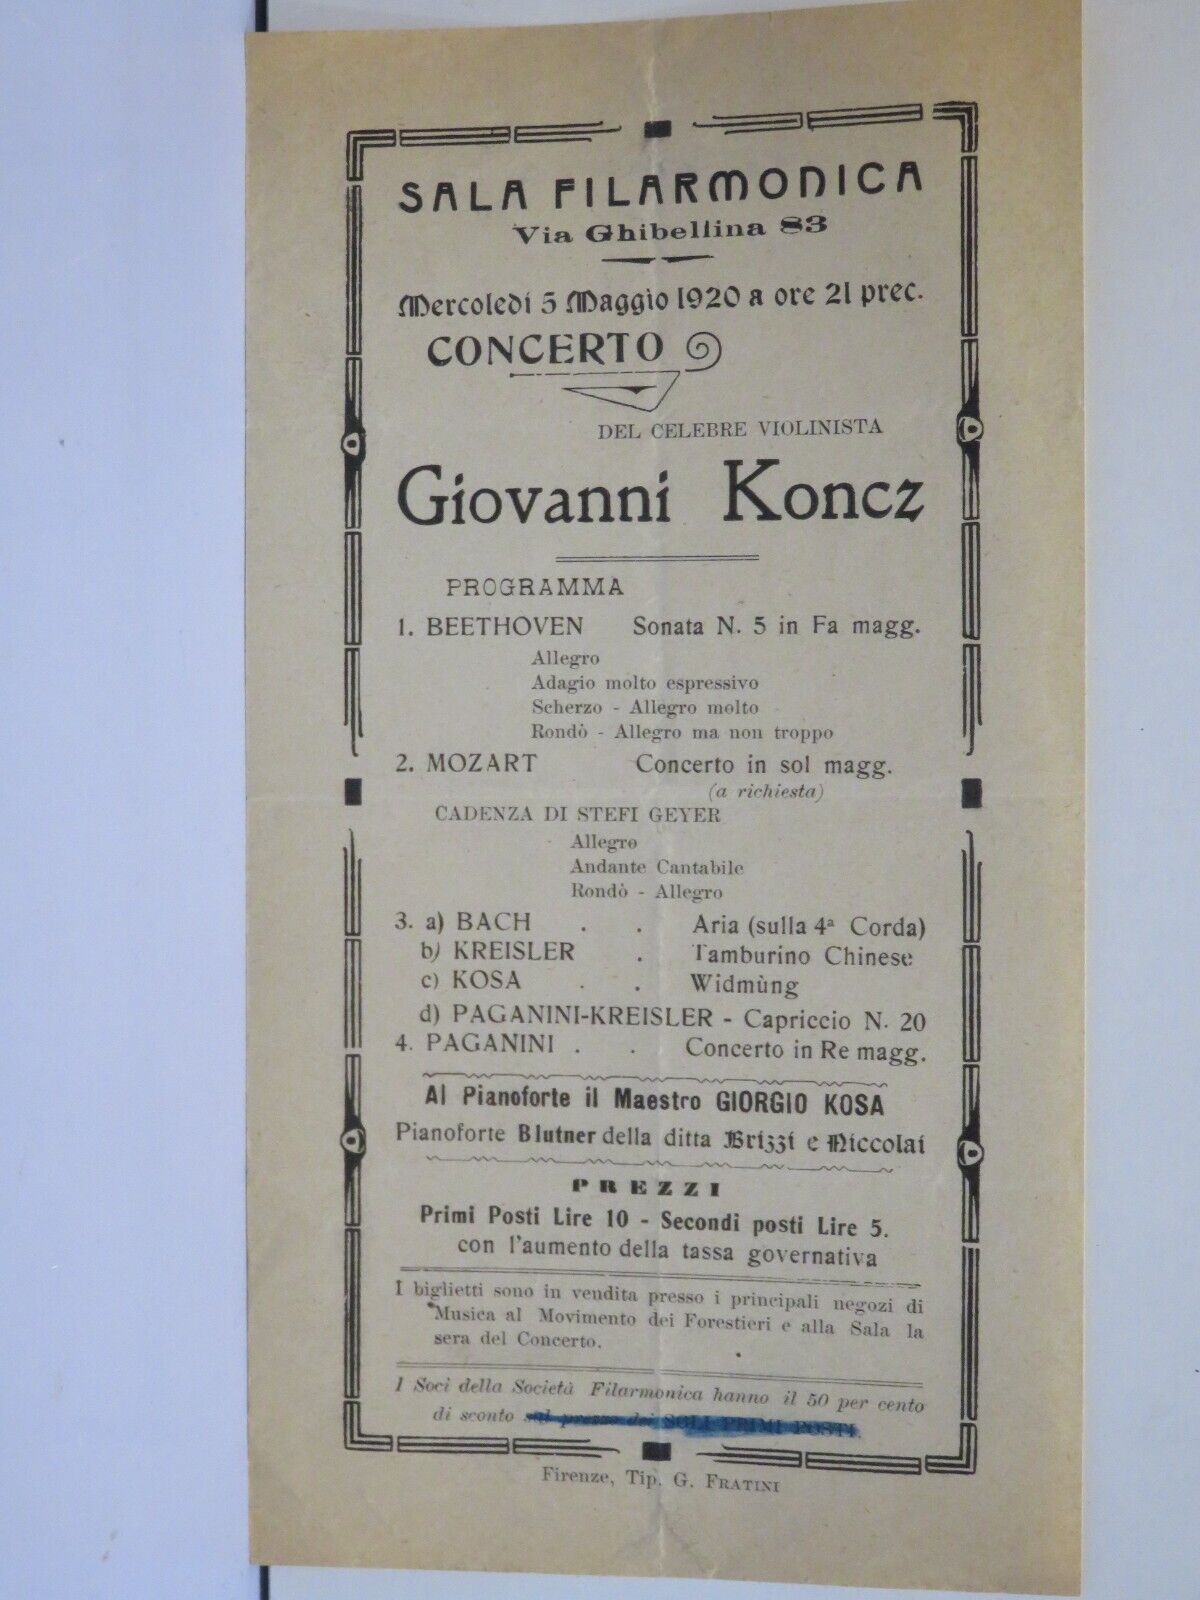 SALA FILARMONICA
Via Ghibellina 83
Mercoledì 5 Maggio 1920 a ore 21 prec.
CONCERTO
DEL CELEBRE VIOLINISTA
Giovanni Koncz
PROGRAMMA
1. BEETHOVEN Sonata N. 5 in Fa magg.
Allegro
Adagio molto espressivo
Scherzo - Allegro molto
Rondò - Allegro ma non troppo
2. MOZART Concerto in sol magg.
(a richiesta)
CADENZA DI STEFI GEYER
Allegro
Andante Cantabile
Rondò - Allegro
3. a) BACH . . Aria (sulla 4ª Corda)
b) KREISLER . Tamburino Chinese
c) KOSA . . Widmùng
d) PAGANINI-KREISLER - Capriccio N. 20
4. PAGANINI . . Concerto in Re magg.
Al Pianoforte il Maestro GIORGIO KOSA
Pianoforte Blutner della ditta Brizzi e Niccolai
PREZZI
Primi Posti Lire 10 - Secondi posti Lire 5.
con l'aumento della tassa governativa
I biglietti sono in vendita presso i principali negozi di
Musica al Movimento dei Forestieri e alla Sala la
sera del Concerto.
I Soci della Società Filarmonica hanno il 50 per cento
di sconto sul prezzo dei SOLI PRIMI POSTI.
Firenze, Tip. G. FRATINI